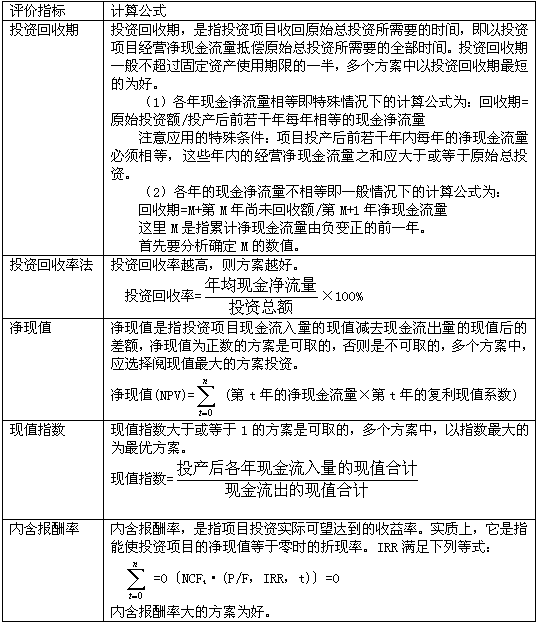 评价指标 计算公式
投资回收期 投资回收期，是指投资项目收回原始总投资所需要的时间，即以投资
项目经营净现金流量抵偿原始总投资所需要的全部时间。投资回收期
一般不超过固定资产使用期限的一半，多个方案中以投资回收期最短
的为好。
（1）各年现金净流量相等即特殊情况下的计算公式为：回收期=
原始投资额/投产后前若干年每年相等的现金净流量
注意应用的特殊条件：项目投产后前若干年内每年的净现金流量
必须相等，这些年内的经营净现金流量之和应大于或等于原始总投
资。
（2）各年的现金净流量不相等即一般情况下的计算公式为：
回收期=M+第 M 年尚未回收额/第 M+1 年净现金流量
这里 M 是指累计净现金流量由负变正的前一年。
首先要分析确定 M 的数值。
投资回收率法 投资回收率越高，则方案越好。
投资回收率=年均现金净流量/投资总额×100%
净现值 净现值是指投资项目现金流入量的现值减去现金流出量的现值后的
差额，净现值为正数的方案是可取的，否则是不可取的，多个方案中，
应选择阅现值最大的方案投资。
净现值(NPV)=∑ n t=0 (第 t 年的净现金流量×第 t 年的复利现值系数)
现值指数 现值指数大于或等于 1 的方案是可取的，多个方案中，以指数最大的
为最优方案。
现值指数=投产后各年现金流入量的现值合计/现金流出的现值合计
内含报酬率 内含报酬率，是指项目投资实际可望达到的收益率。实质上，它是指
能使投资项目的净现值等于零时的折现率。IRR 满足下列等式：
∑ n t=0 =0〔NCFt·(P/F，IRR，t)〕=0
内含报酬率大的方案为好。